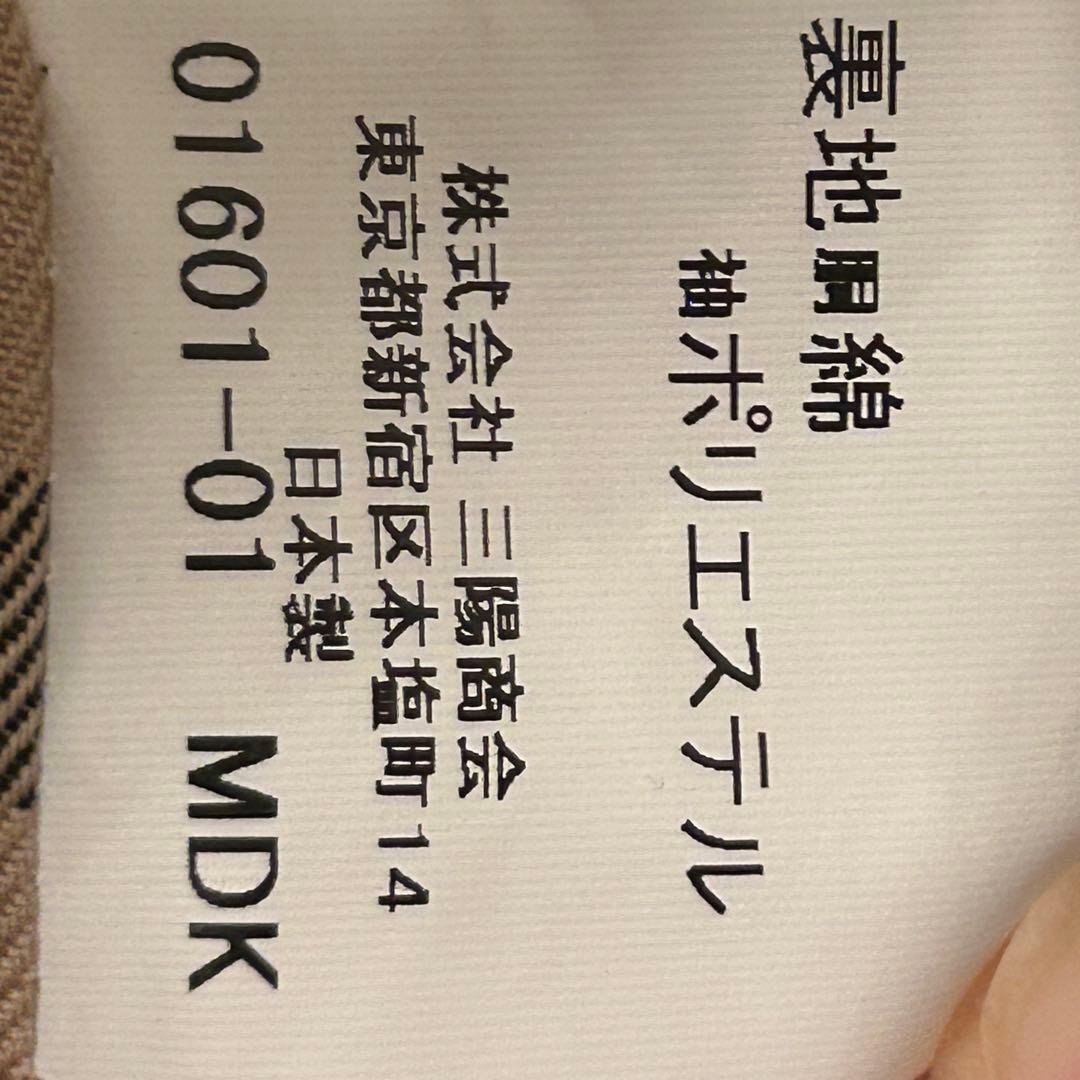 裏地胴綿
袖ポリエステル
株式会社 三陽商会
東京都新宿区本塩町14
日本製
01601-01 MDK